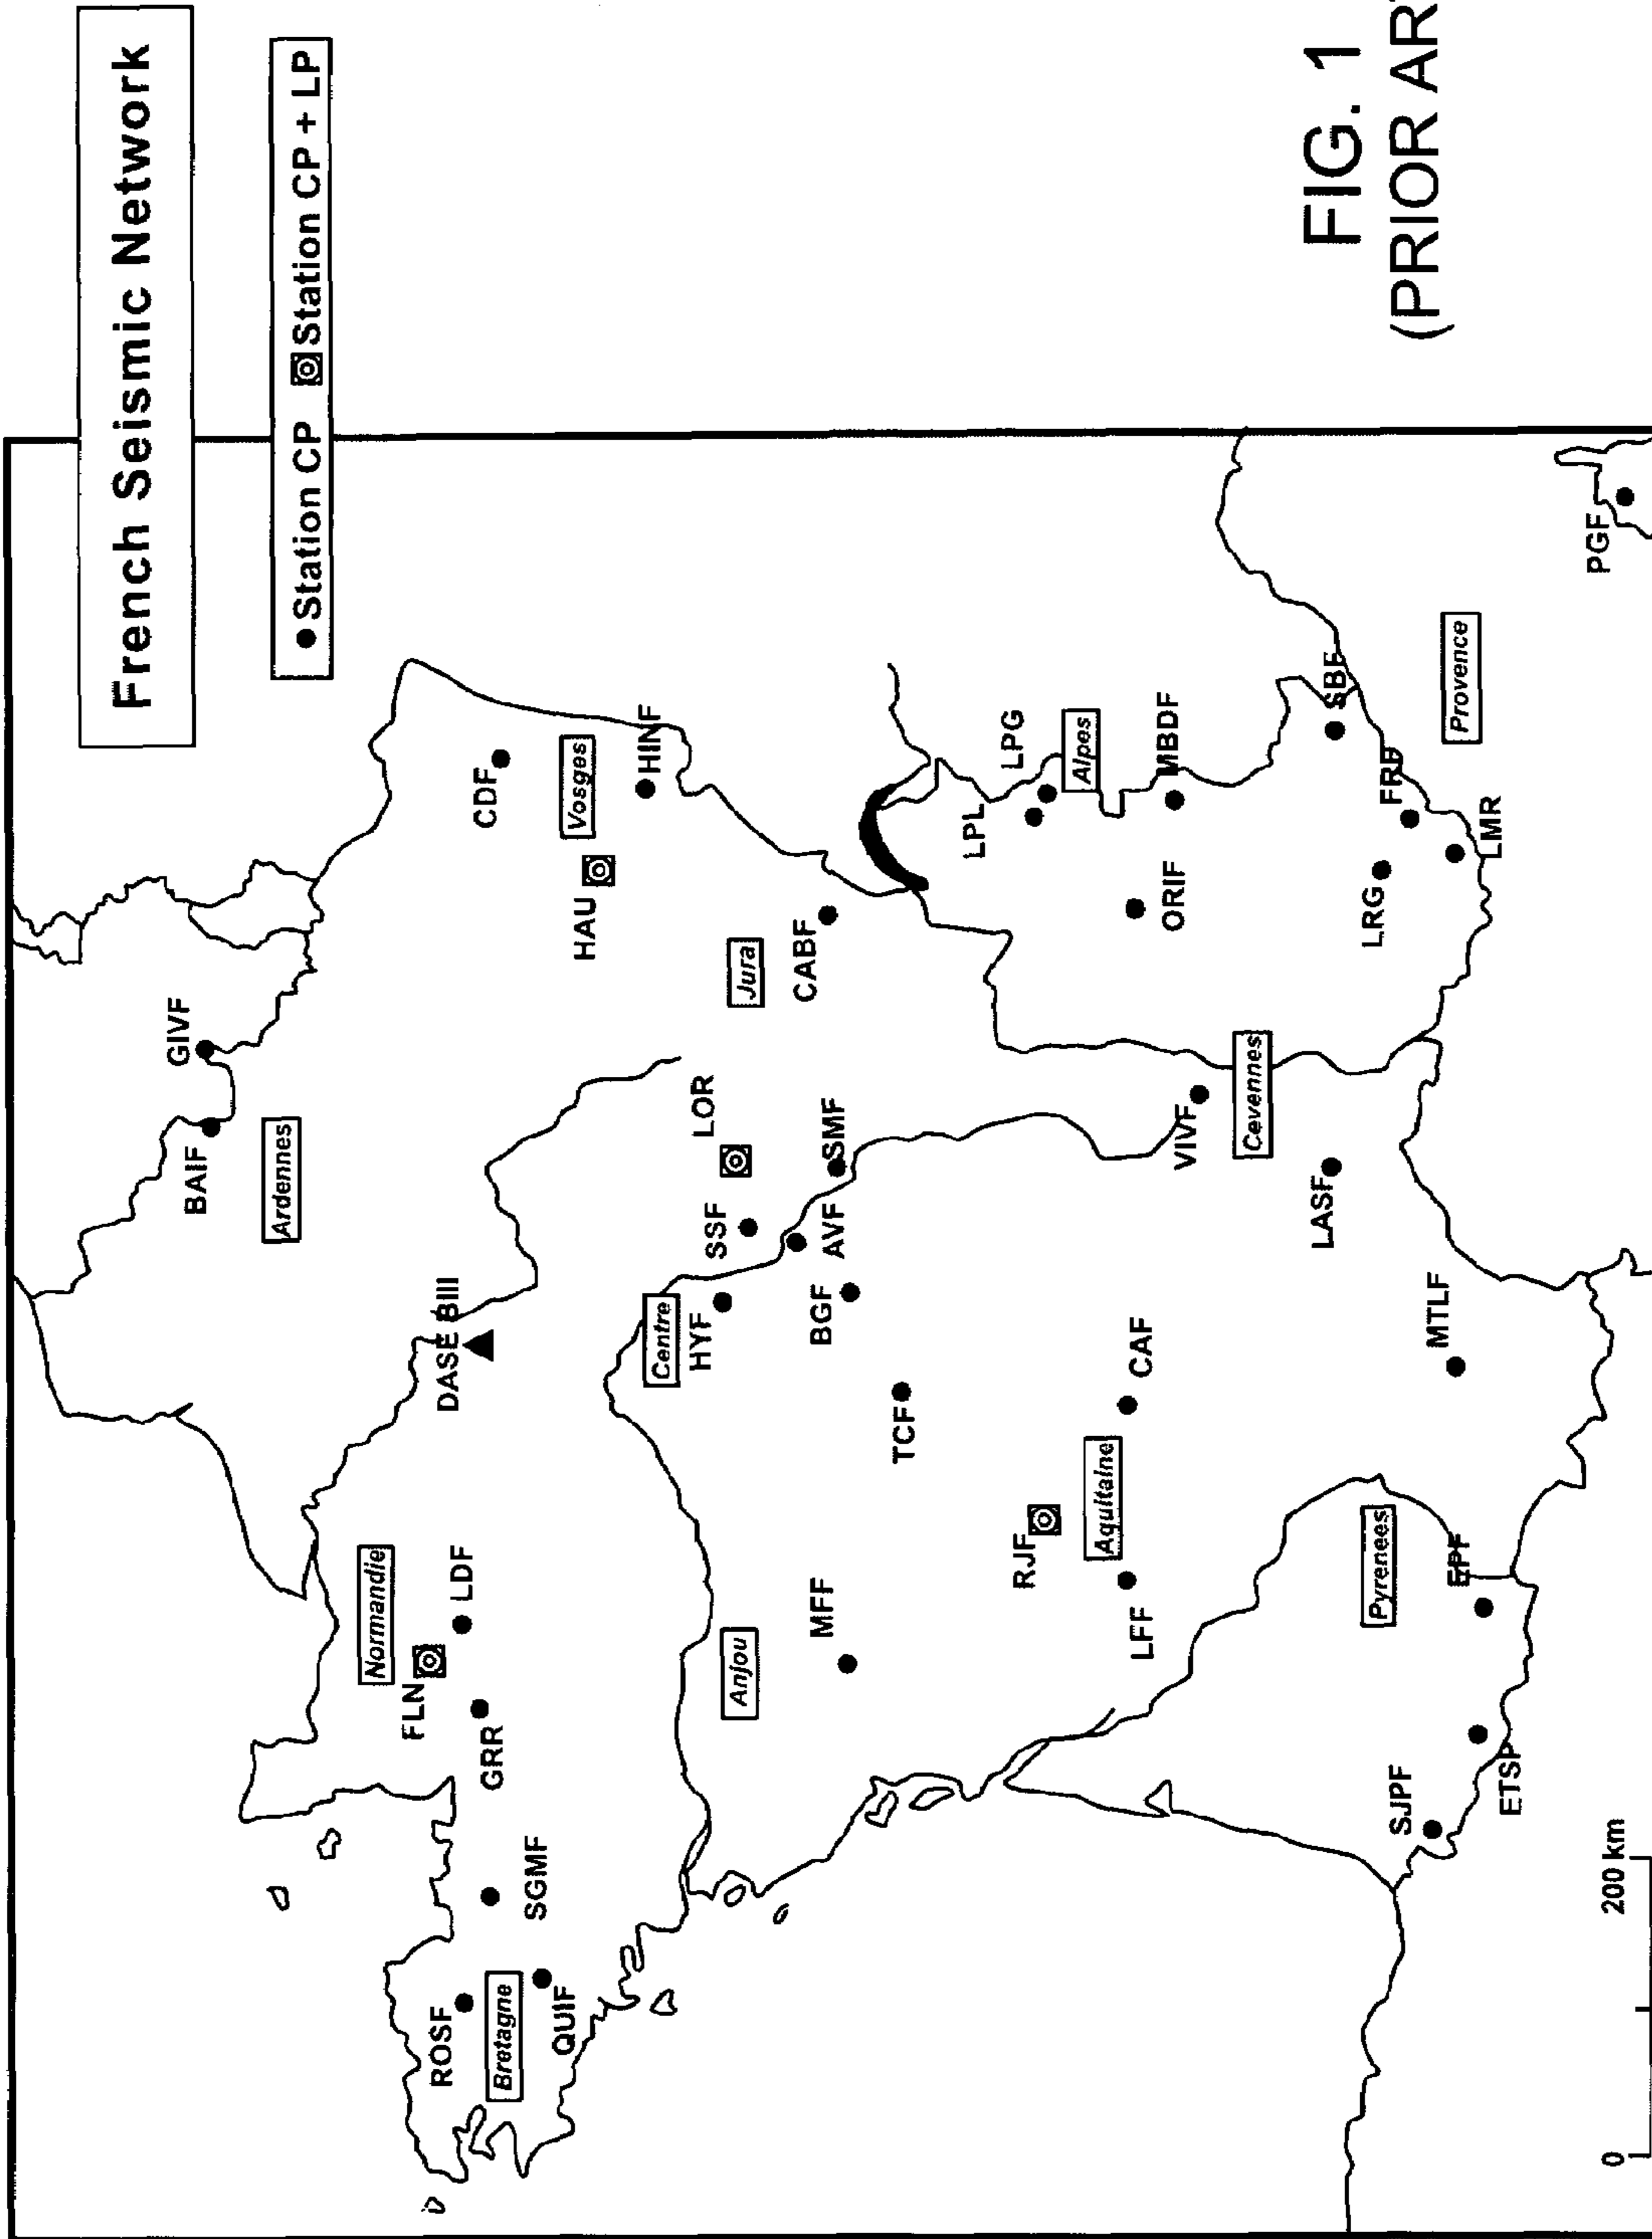 French Seismic Network
Station CP Station CP + LP
FIG. 1
(PRIOR AR
BAIF
GIVF
Ardennes
CDF
Vosges
HINF
HAU
Jura
CABF
LOR
SSF
SMF
AVF
DASE BIII
Centre
HYF
BGF
TCF
Normandie
FLN
LDF
GRR
SGMF
ROSF
Bretagne
QUIF
Anjou
MFF
RJF
Aquitaine
LFF
CAF
LPL
LPG
Alpes
ORIF
MBDF
VIVF
Cevennes
LASF
MTLF
LRG
FRF
LMR
SBF
Provence
PGF
Pyrenees
EPF
SJPF
ETSP
0 200 km